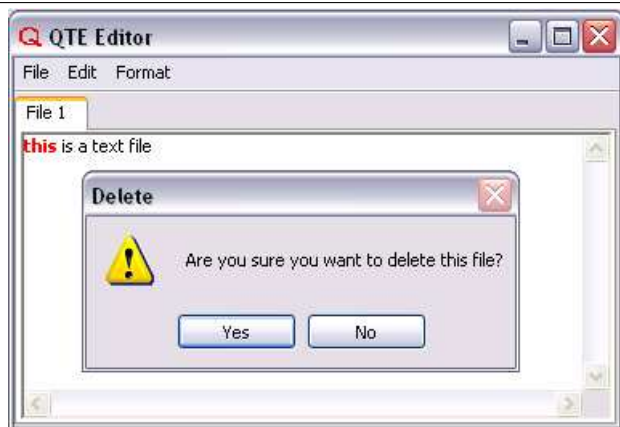 QTE Editor
File Edit Format
File 1
this is a text file
Delete
Are you sure you want to delete this file?
Yes No